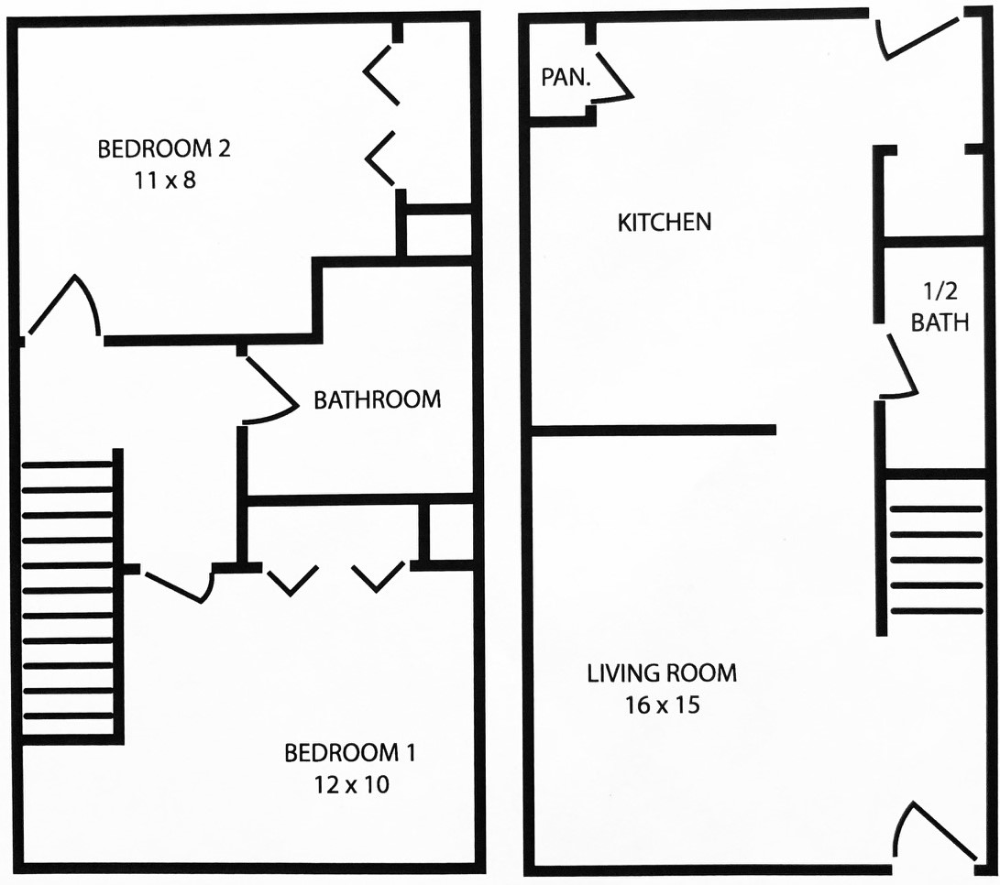 BEDROOM 2
11 x 8
BATHROOM
BEDROOM 1
12 x 10
PAN.
KITCHEN
1/2
BATH
LIVING ROOM
16 x 15